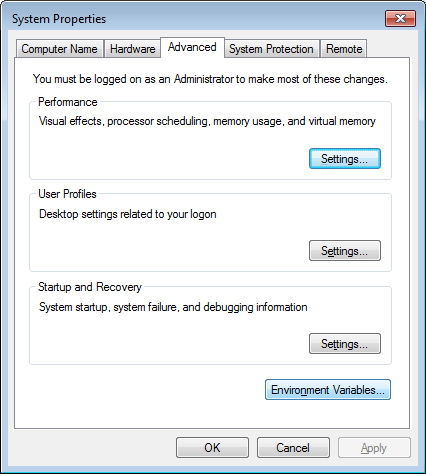 System Properties
Computer Name Hardware Advanced System Protection Remote
You must be logged on as an Administrator to make most of these changes.
Performance
Visual effects, processor scheduling, memory usage, and virtual memory
Settings...
User Profiles
Desktop settings related to your logon
Settings...
Startup and Recovery
System startup, system failure, and debugging information
Settings...
Environment Variables...
OK Cancel Apply